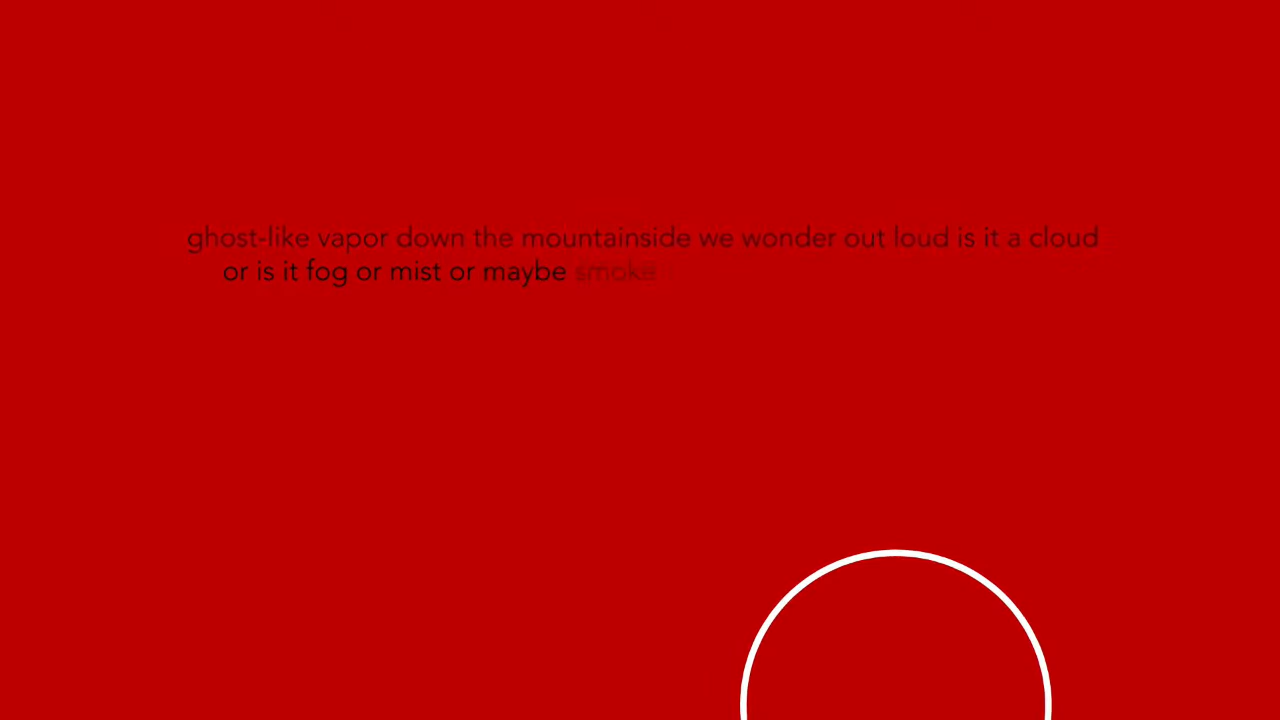 ghost-like vapor down the mountainside we wonder out loud is it a cloud
or is it fog or mist or maybe smoke